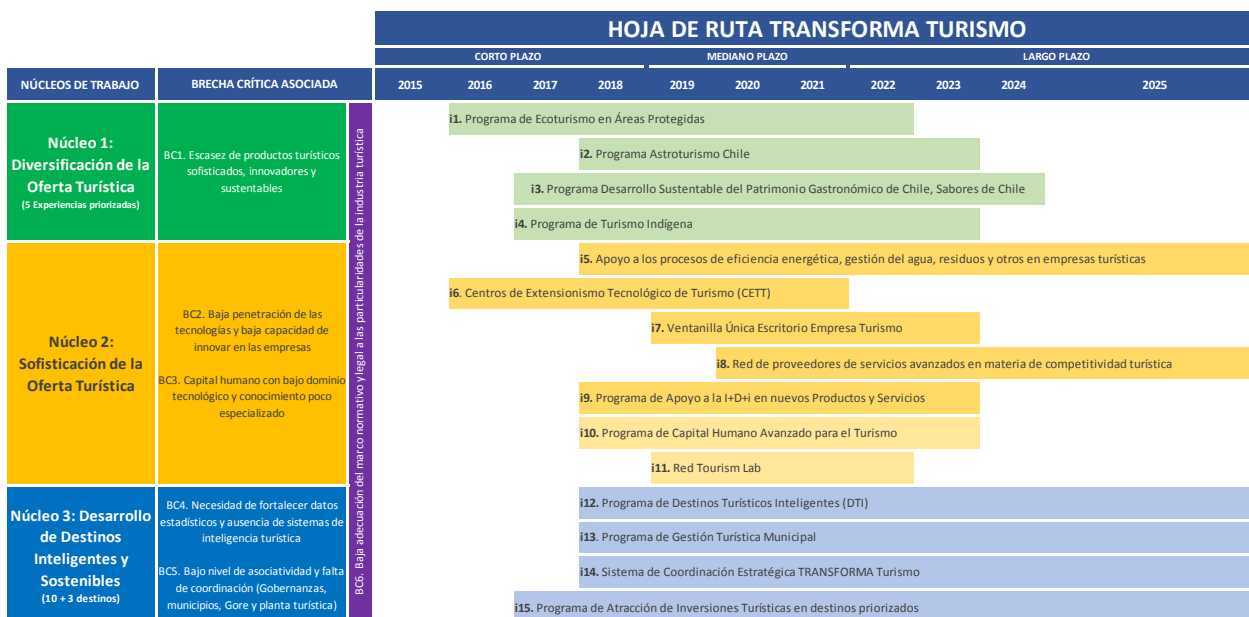 HOJA DE RUTA TRANSFORMA TURISMO
CORTO PLAZO MEDIANO PLAZO LARGO PLAZO
NÚCLEOS DE TRABAJO BRECHA CRÍTICA ASOCIADA 2015 2016 2017 2018 2019 2020 2021 2022 2023 2024 2025
Núcleo 1:
Diversificación de la
Oferta Turística
(5 Experiencias priorizadas)
BC1. Escasez de productos turísticos
sofisticados, innovadores y
sustentables
BC6. Baja adecuación del marco normativo y legal a las particularidades de la industria turística
i1. Programa de Ecoturismo en Áreas Protegidas
i2. Programa Astroturismo Chile
i3. Programa Desarrollo Sustentable del Patrimonio Gastronómico de Chile, Sabores de Chile
i4. Programa de Turismo Indígena
Núcleo 2:
Sofisticación de la
Oferta Turística
BC2. Baja penetración de las
tecnologías y baja capacidad de
innovar en las empresas
BC3. Capital humano con bajo dominio
tecnológico y conocimiento poco
especializado
i5. Apoyo a los procesos de eficiencia energética, gestión del agua, residuos y otros en empresas turísticas
i6. Centros de Extensionismo Tecnológico de Turismo (CETT)
i7. Ventanilla Única Escritorio Empresa Turismo
i8. Red de proveedores de servicios avanzados en materia de competitividad turística
i9. Programa de Apoyo a la I+D+i en nuevos Productos y Servicios
i10. Programa de Capital Humano Avanzado para el Turismo
i11. Red Tourism Lab
Núcleo 3: Desarrollo
de Destinos
Inteligentes y
Sostenibles
(10 + 3 destinos)
BC4. Necesidad de fortalecer datos
estadísticos y ausencia de sistemas de
inteligencia turística
BC5. Bajo nivel de asociatividad y falta
de coordinación (Gobernanzas,
municipios, Gore y planta turística)
i12. Programa de Destinos Turísticos Inteligentes (DTI)
i13. Programa de Gestión Turística Municipal
i14. Sistema de Coordinación Estratégica TRANSFORMA Turismo
i15. Programa de Atracción de Inversiones Turísticas en destinos priorizados